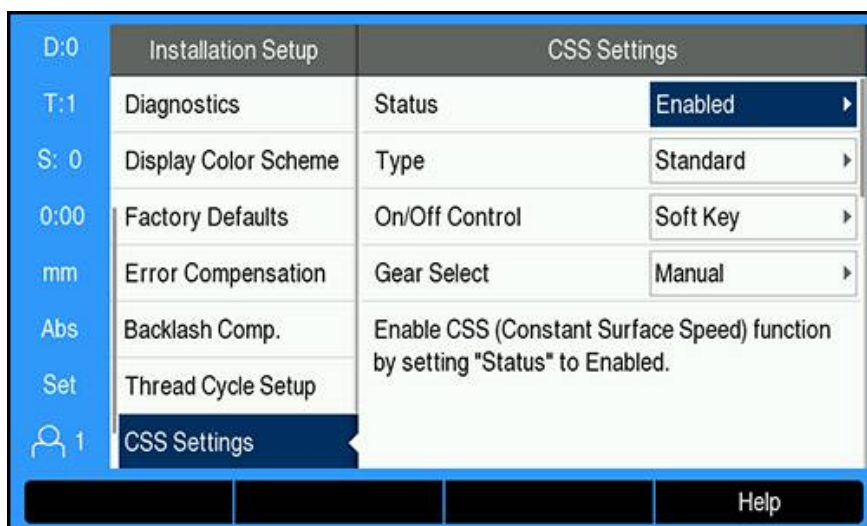 D:0
T:1
S: 0
0:00
mm
Abs
Set
1
Installation Setup
Diagnostics
Display Color Scheme
Factory Defaults
Error Compensation
Backlash Comp.
Thread Cycle Setup
CSS Settings
CSS Settings
Status Enabled
Type Standard
On/Off Control Soft Key
Gear Select Manual
Enable CSS (Constant Surface Speed) function
by setting "Status" to Enabled.
Help